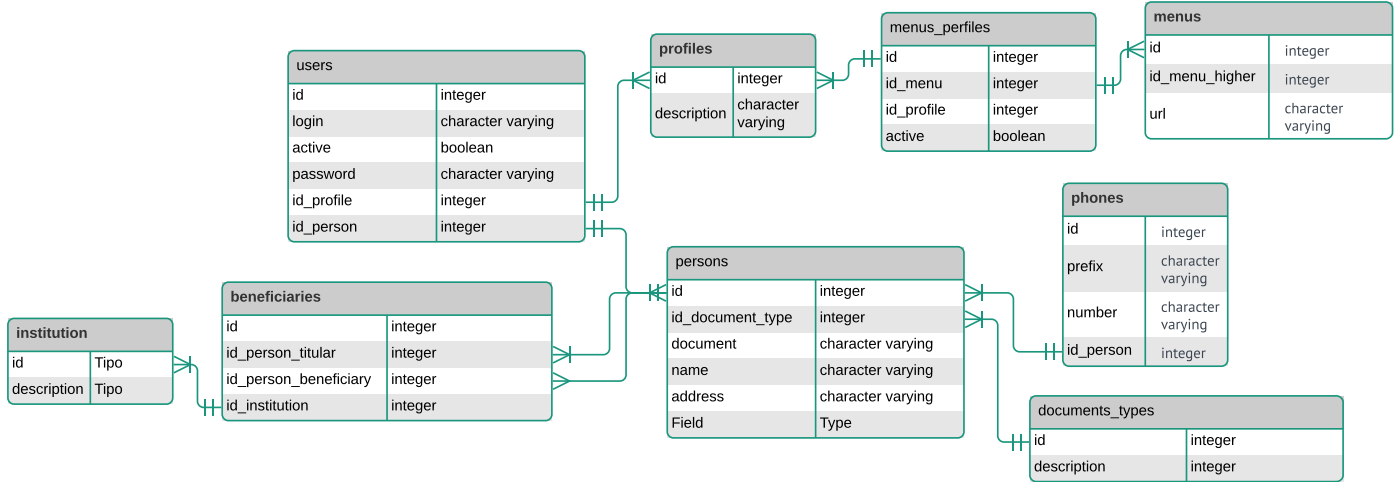 users
id integer
login character varying
active boolean
password character varying
id_profile integer
id_person integer
profiles
id integer
description character
varying
menus_perfiles
id integer
id_menu integer
id_profile integer
active boolean
menus
id integer
id_menu_higher integer
url character
varying
institution
id Tipo
description Tipo
beneficiaries
id integer
id_person_titular integer
id_person_beneficiary integer
id_institution integer
persons
id integer
id_document_type integer
document character varying
name character varying
address character varying
Field Type
phones
id integer
prefix character
varying
number character
varying
id_person integer
documents_types
id integer
description integer